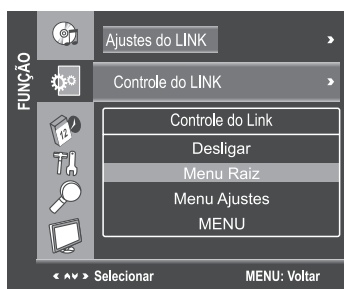 FUNÇÃO
Ajustes do LINK
Controle do LINK
Controle do Link
Desligar
Menu Raiz
Menu Ajustes
MENU
12
Selecionar MENU: Voltar